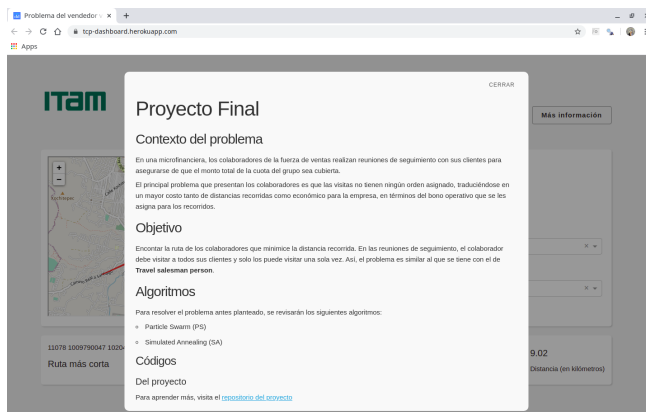 Problema del vendedor v
tcp-dashboard.herokuapp.com
Apps
ITAM
CERRAR
Más información
Proyecto Final
Contexto del problema
En una microfinanciera, los colaboradores de la fuerza de ventas realizan reuniones de seguimiento con sus clientes para
asegurarse de que el monto total de la cuota del grupo sea cubierta.
El principal problema que presentan los colaboradores es que las visitas no tienen ningún orden asignado, traduciéndose en
un mayor costo tanto de distancias recorridas como económico para la empresa, en términos del bono operativo que se les
asigna para los recorridos.
Objetivo
Encontar la ruta de los colaboradores que minimice la distancia recorrida. En las reuniones de seguimiento, el colaborador
debe visitar a todos sus clientes y solo los puede visitar una sola vez. Así, el problema es similar al que se tiene con el de
Travel salesman person.
Algoritmos
Para resolver el problema antes planteado, se revisarán los siguientes algoritmos:
Particle Swarm (PS)
Simulated Annealing (SA)
Códigos
Del proyecto
Para aprender más, visita el repositorio del proyecto
+
−
11078 1009790047 10204
Ruta más corta
9.02
Distancia (en kilómetros)